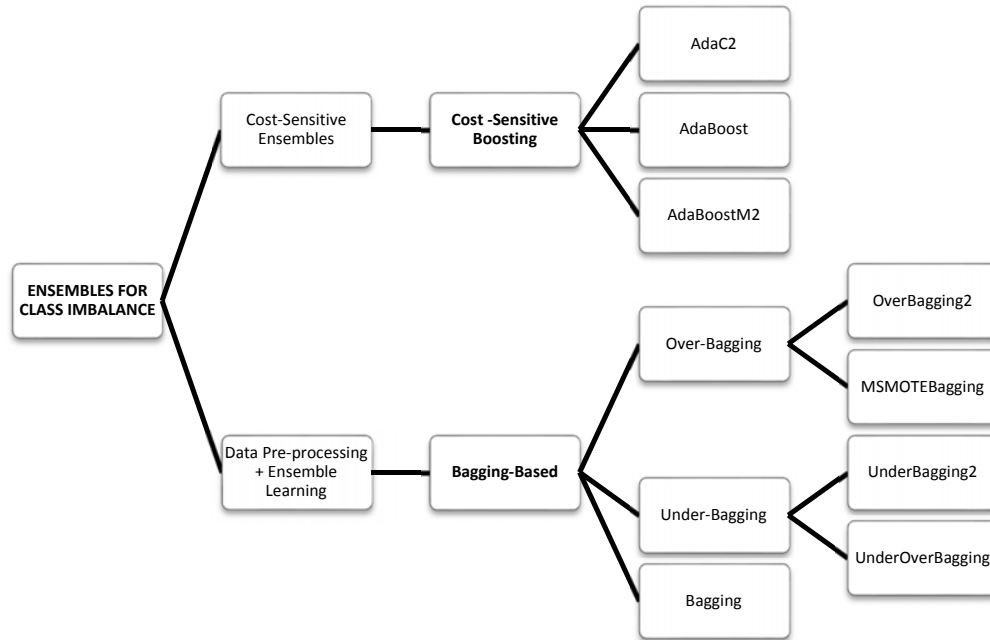 AdaC2
Cost-Sensitive
Ensembles
Cost -Sensitive
Boosting
AdaBoost
AdaBoostM2
ENSEMBLES FOR
CLASS IMBALANCE
OverBagging2
Over-Bagging
MSMOTEBagging
Data Pre-processing
+ Ensemble
Learning
Bagging-Based
UnderBagging2
Under-Bagging
UnderOverBagging
Bagging